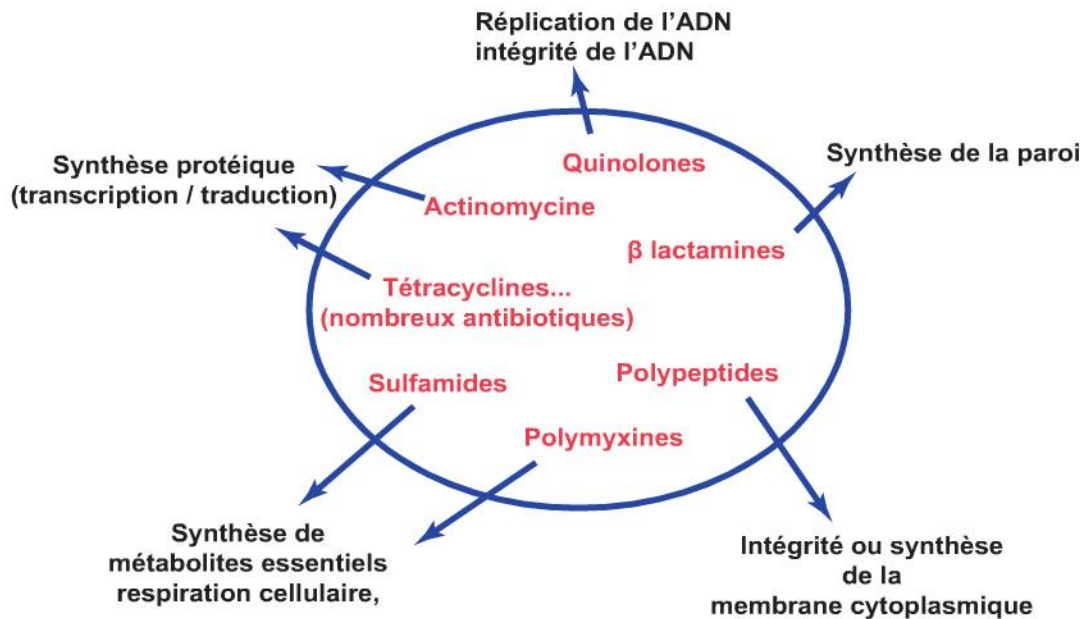 Réplication de l'ADN
intégrité de l'ADN
Synthèse protéique
(transcription / traduction)
Quinolones
Synthèse de la paroi
Actinomycine
β lactamines
Tétracyclines...
(nombreux antibiotiques)
Sulfamides
Polypeptides
Polymyxines
Synthèse de
métabolites essentiels
respiration cellulaire,
Intégrité ou synthèse
de la
membrane cytoplasmique